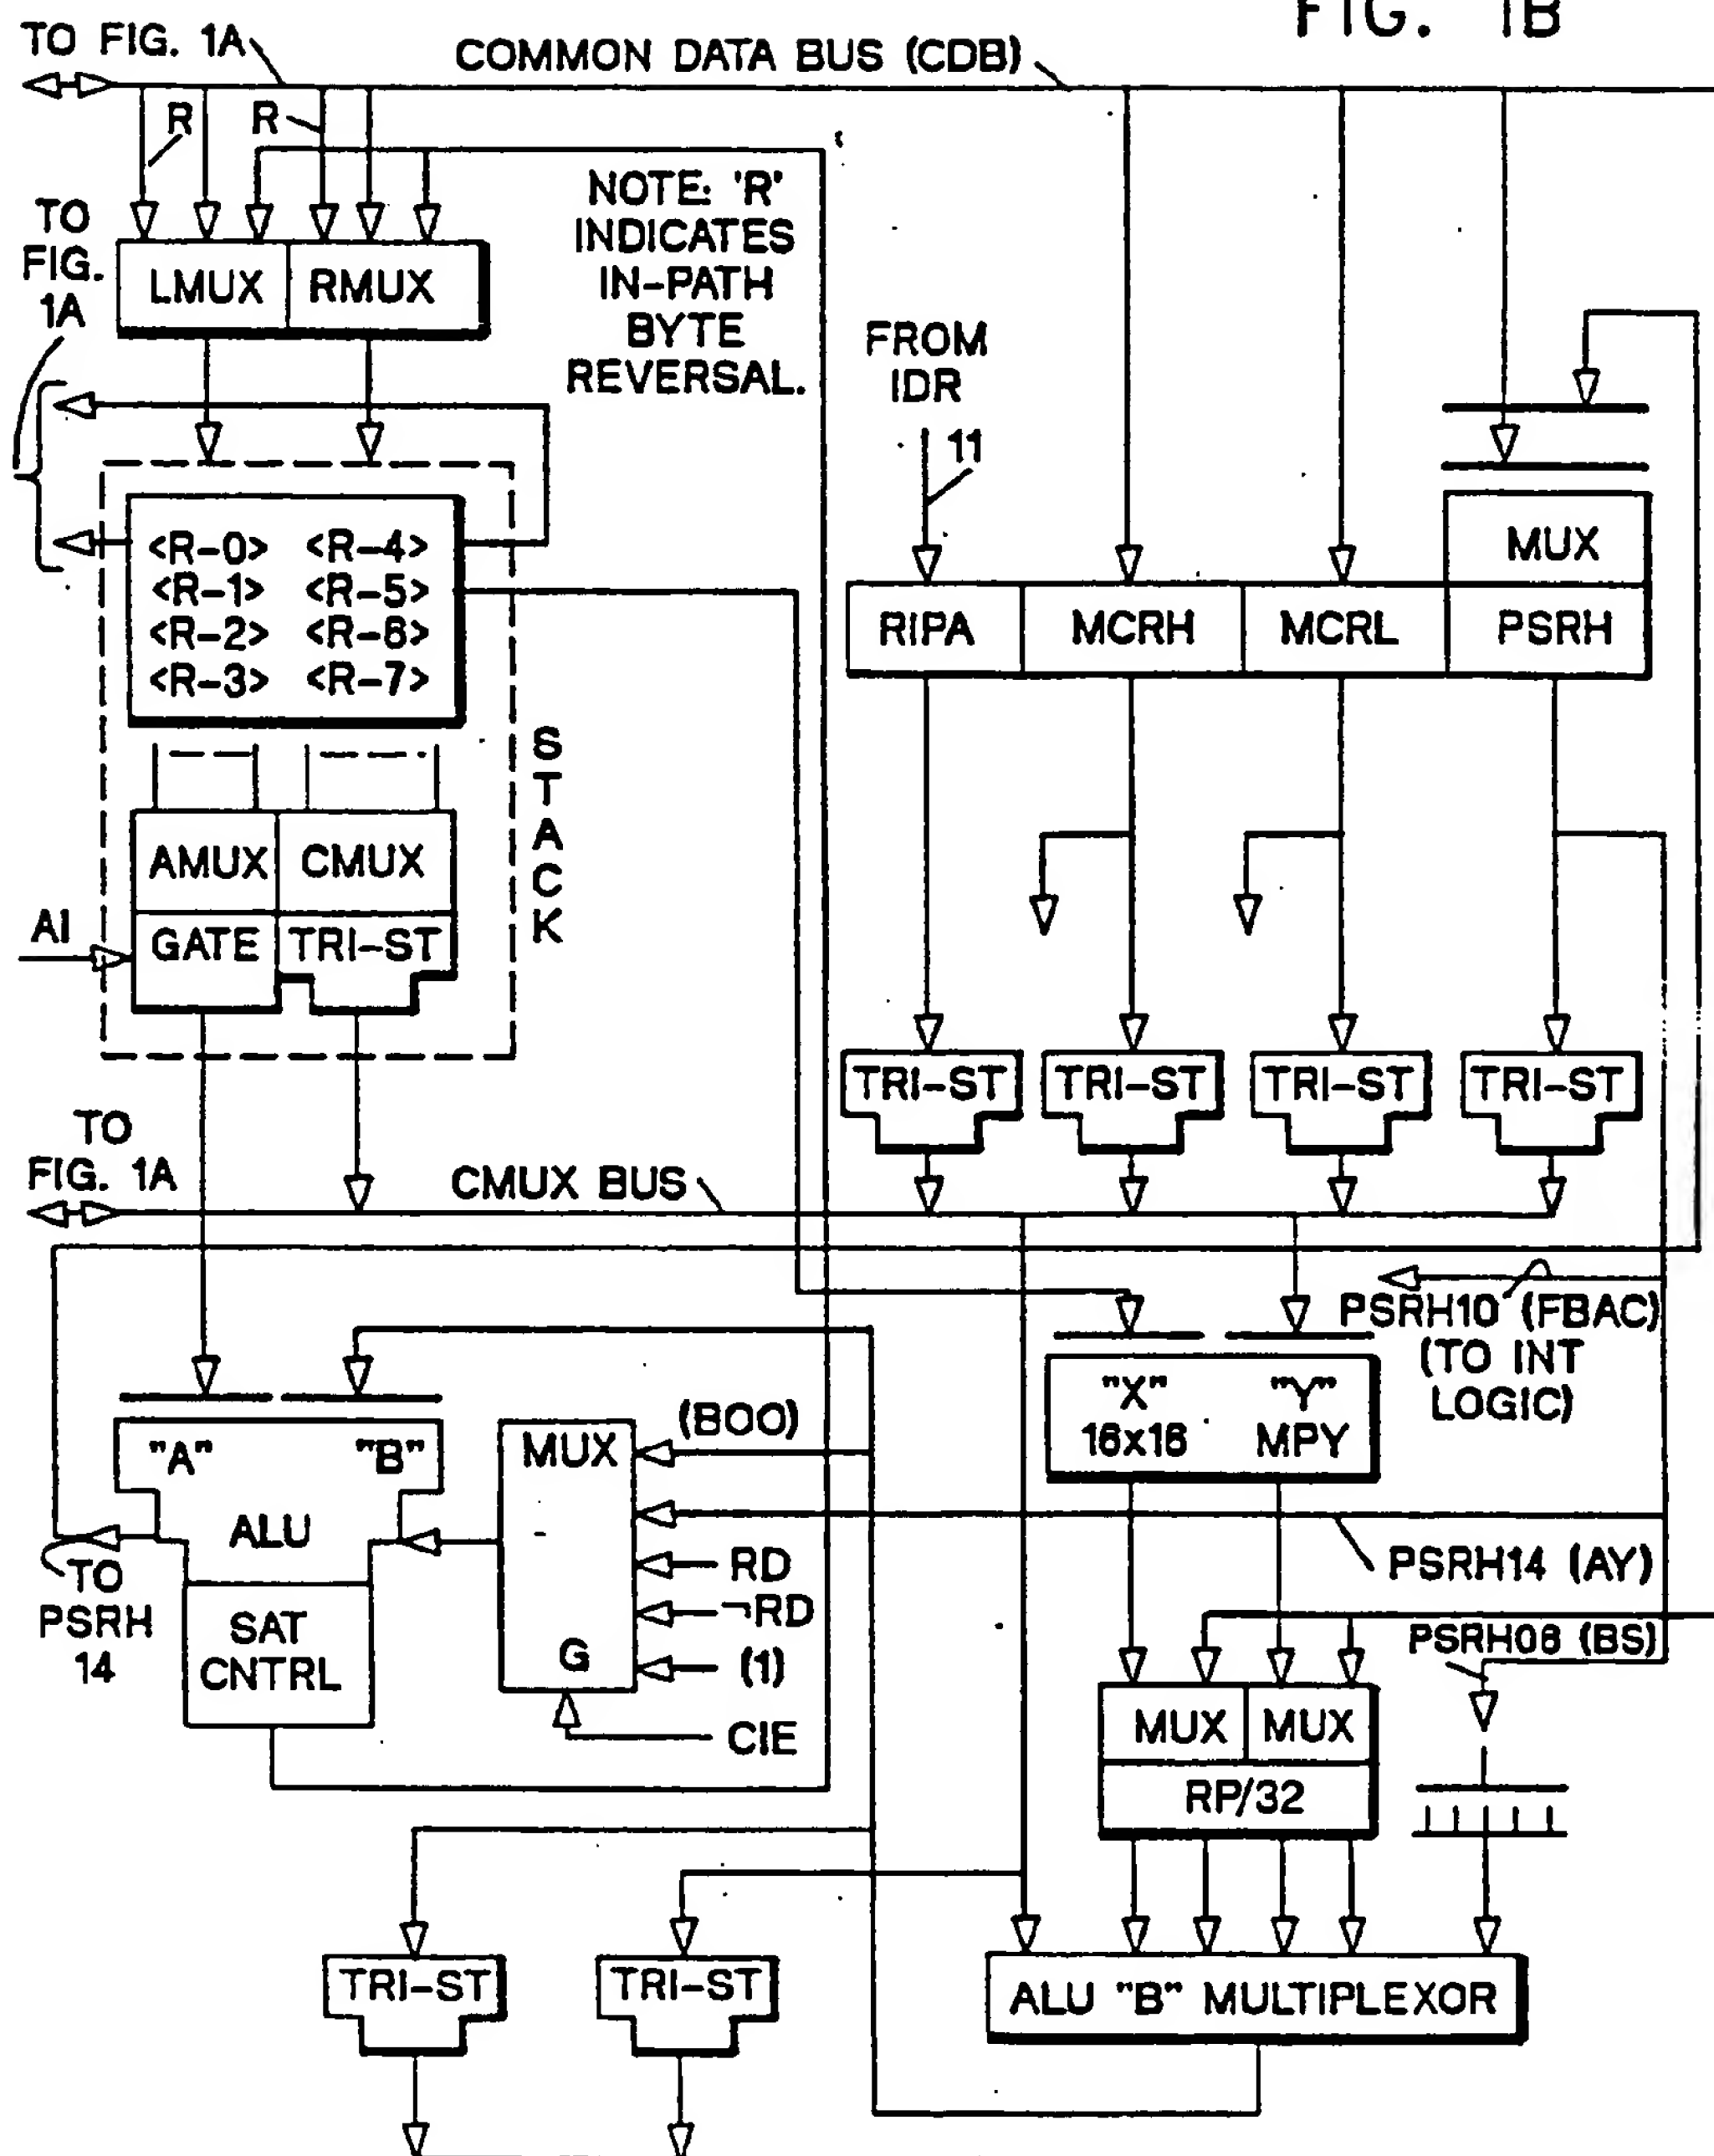 FIG. 1B
TO FIG. 1A
COMMON DATA BUS (CDB)
R
R
NOTE: 'R'
INDICATES
IN-PATH
BYTE
REVERSAL.
TO
FIG.
1A
LMUX
RMUX
FROM
IDR
11
<R-0> <R-4>
<R-1> <R-5>
<R-2> <R-6>
<R-3> <R-7>
MUX
RIPA
MCRH
MCRL
PSRH
STACK
AMUX
CMUX
AI
GATE
TRI-ST
TRI-ST
TRI-ST
TRI-ST
TRI-ST
TO
FIG. 1A
CMUX BUS
PSRH10 (FBAC)
(TO INT
LOGIC)
"X"
"Y"
16x16
MPY
"A"
"B"
ALU
MUX
(B00)
PSRH14 (AY)
RD
¬RD
G
(1)
CIE
TO
PSRH
14
SAT
CNTRL
PSRH08 (BS)
MUX
MUX
RP/32
TRI-ST
TRI-ST
ALU "B" MULTIPLEXOR